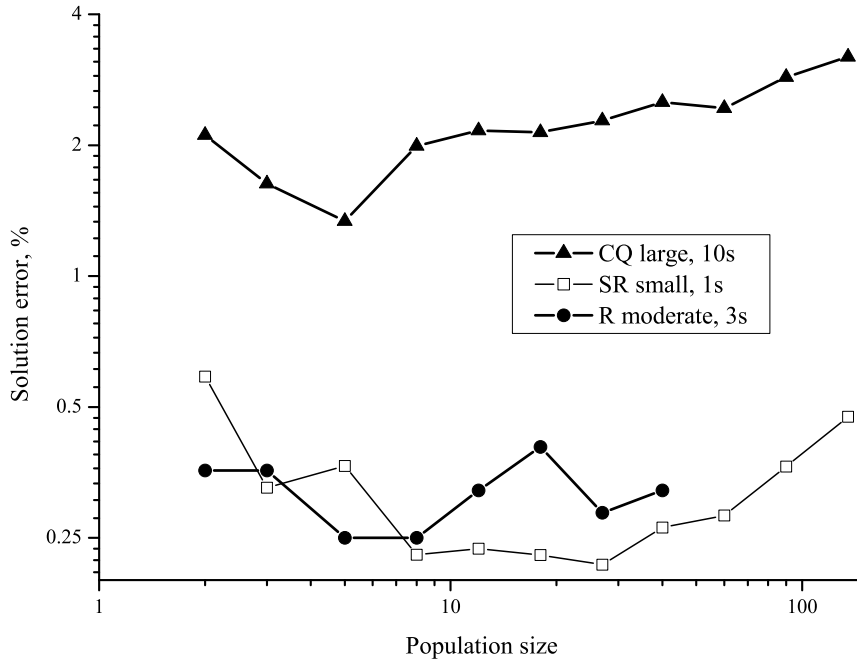 4
2
1
0.5
0.25
Solution error, %
CQ large, 10s
SR small, 1s
R moderate, 3s
1
10
100
Population size